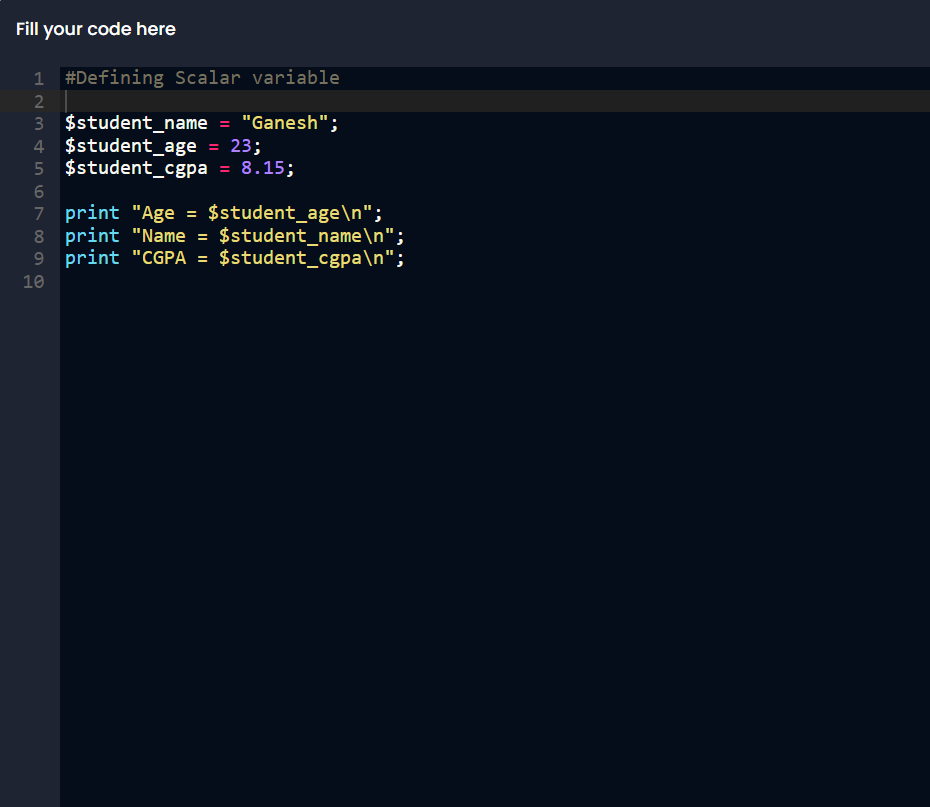 Fill your code here
1 #Defining Scalar variable
2
3 $student_name = "Ganesh";
4 $student_age = 23;
5 $student_cgpa = 8.15;
6
7 print "Age = $student_age\n";
8 print "Name = $student_name\n";
9 print "CGPA = $student_cgpa\n";
10